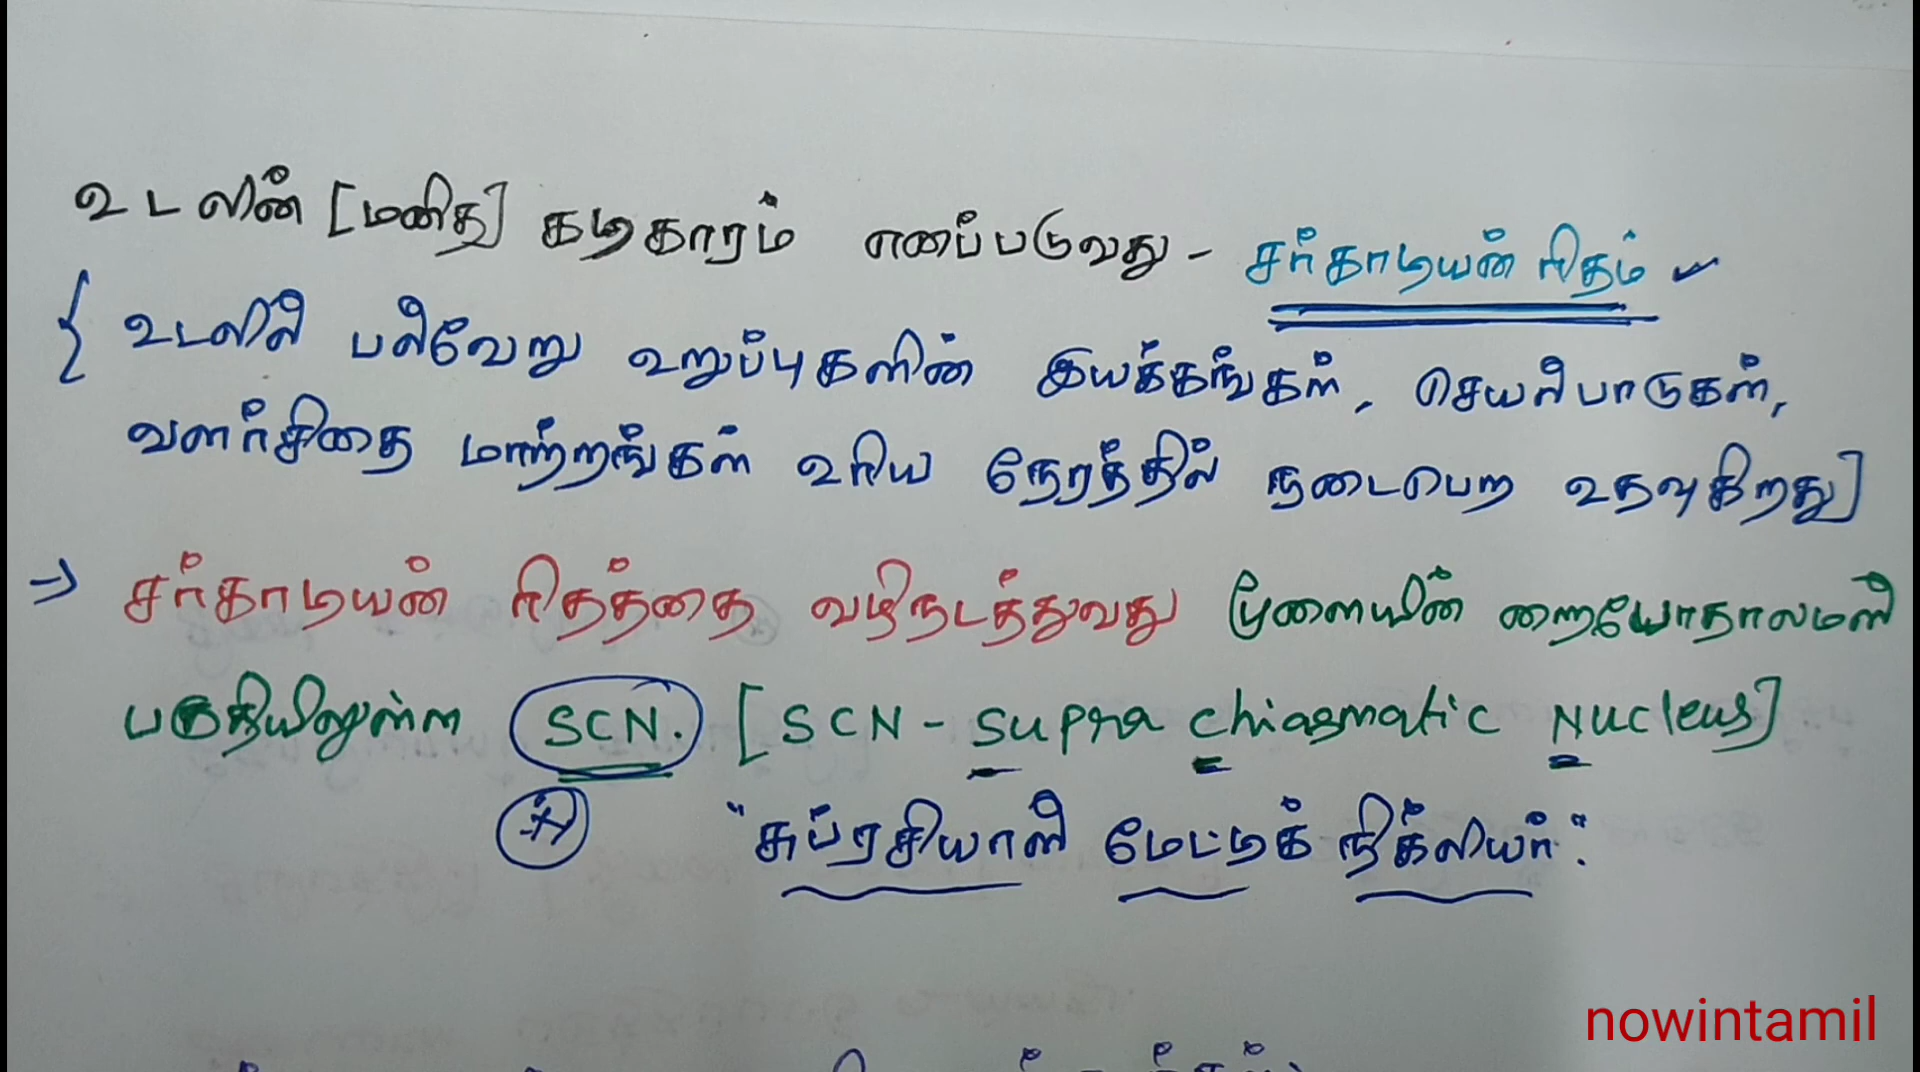 உடலின் [மனித] கடிகாரம் எனப்படுவது - சர்காடியன் ரிதம்
{ உடலில் பல்வேறு உறுப்புகளின் இயக்கங்கள், செயல்பாடுகள்,
வளர்சிதை மாற்றங்கள் உரிய நேரத்தில் நடைபெற உதவுகிறது]
→ சர்காடியன் ரிதத்தை வழிநடத்துவது மூளையின் றையோதாலமஸ்
பகுதியிலுள்ள SCN. [SCN - Supra Chiasmatic Nucleus]
"சுப்ரசியாஸ் மேட்டிக் நிக்லியர்".
nowintamil